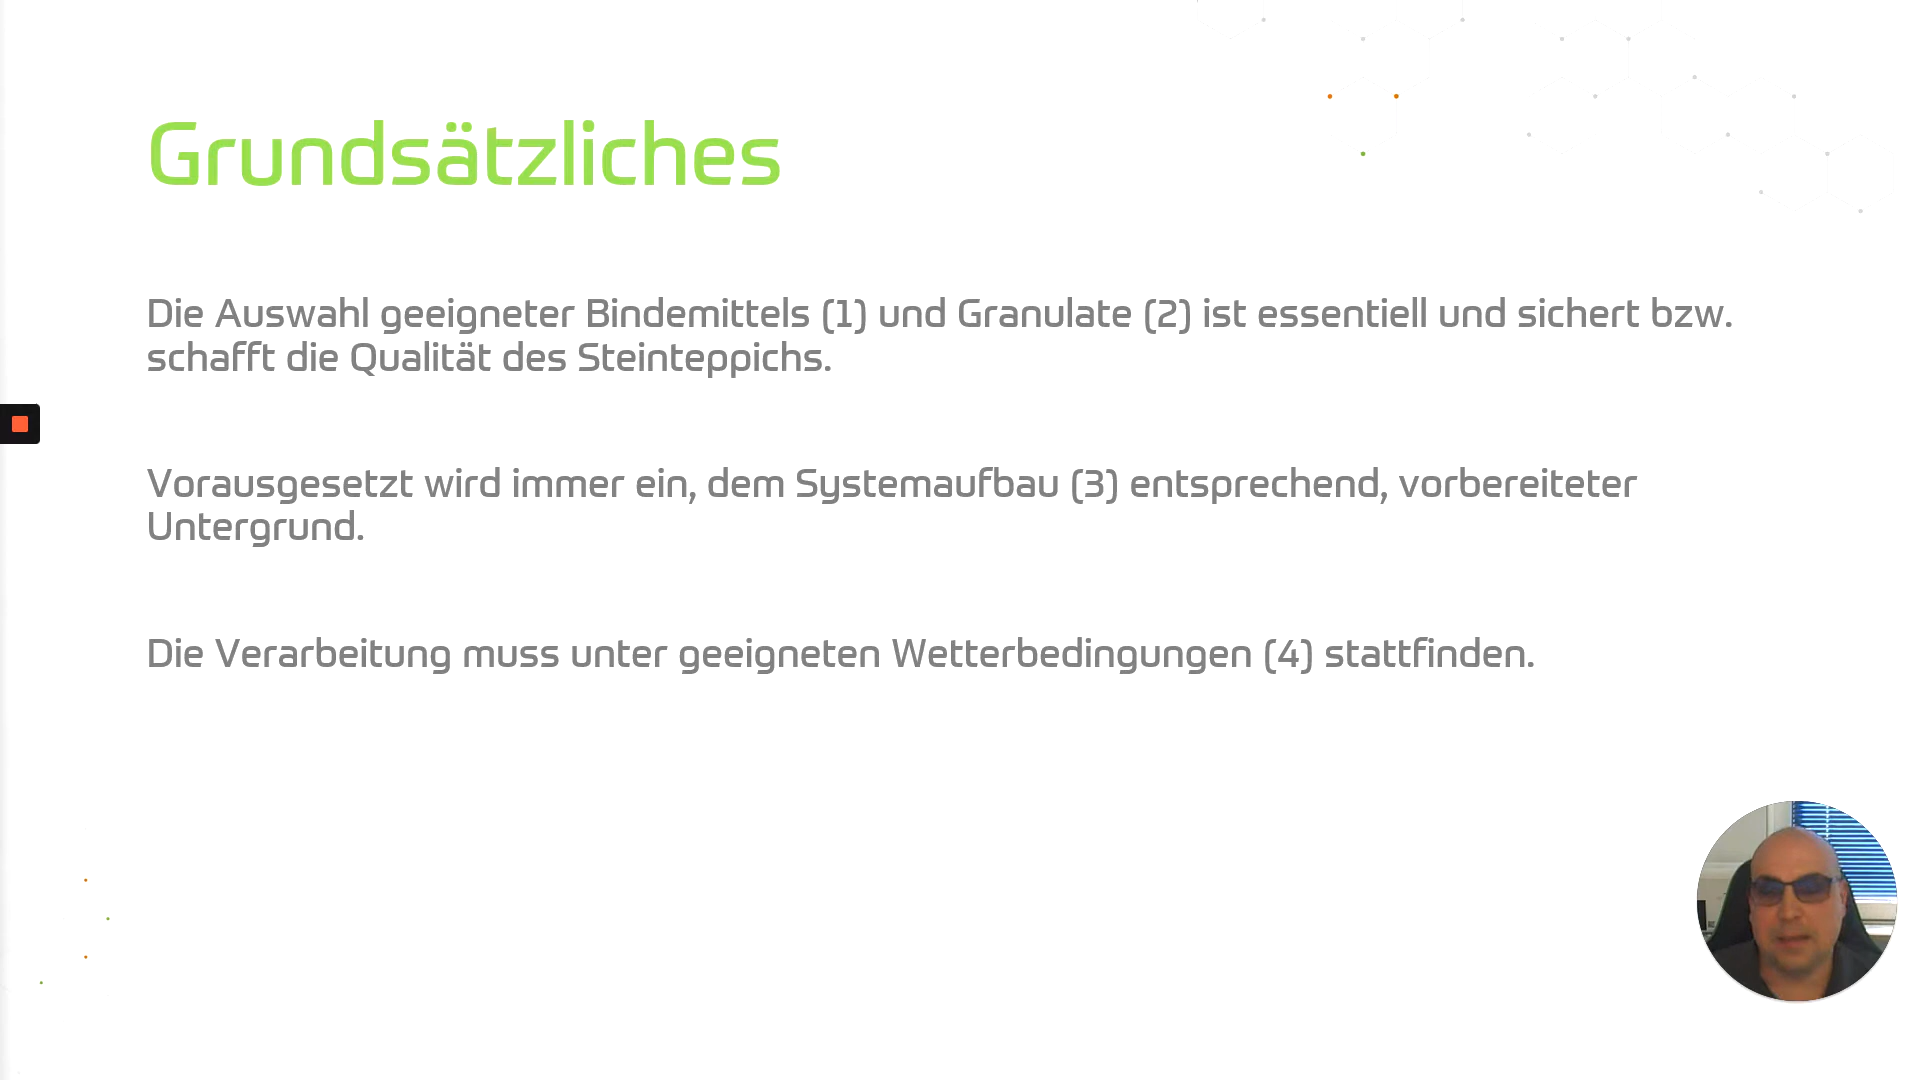 Grundsätzliches
Die Auswahl geeigneter Bindemittels (1) und Granulate (2) ist essentiell und sichert bzw.
schafft die Qualität des Steinteppichs.
Vorausgesetzt wird immer ein, dem Systemaufbau (3) entsprechend, vorbereiteter
Untergrund.
Die Verarbeitung muss unter geeigneten Wetterbedingungen (4) stattfinden.